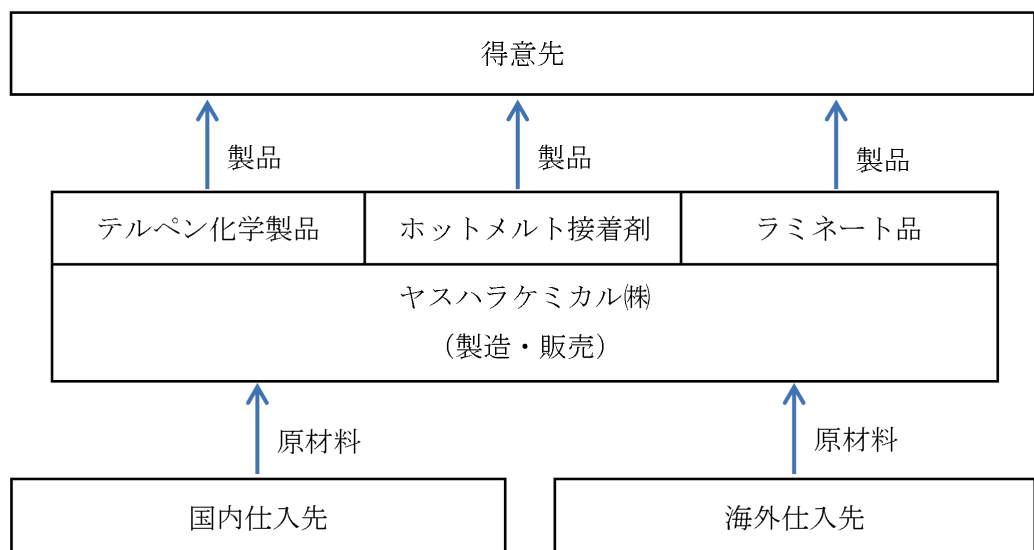 得意先
製品
製品
製品
テルペン化学製品
ホットメルト接着剤
ラミネート品
ヤスハラケミカル㈱
（製造・販売）
原材料
原材料
国内仕入先
海外仕入先